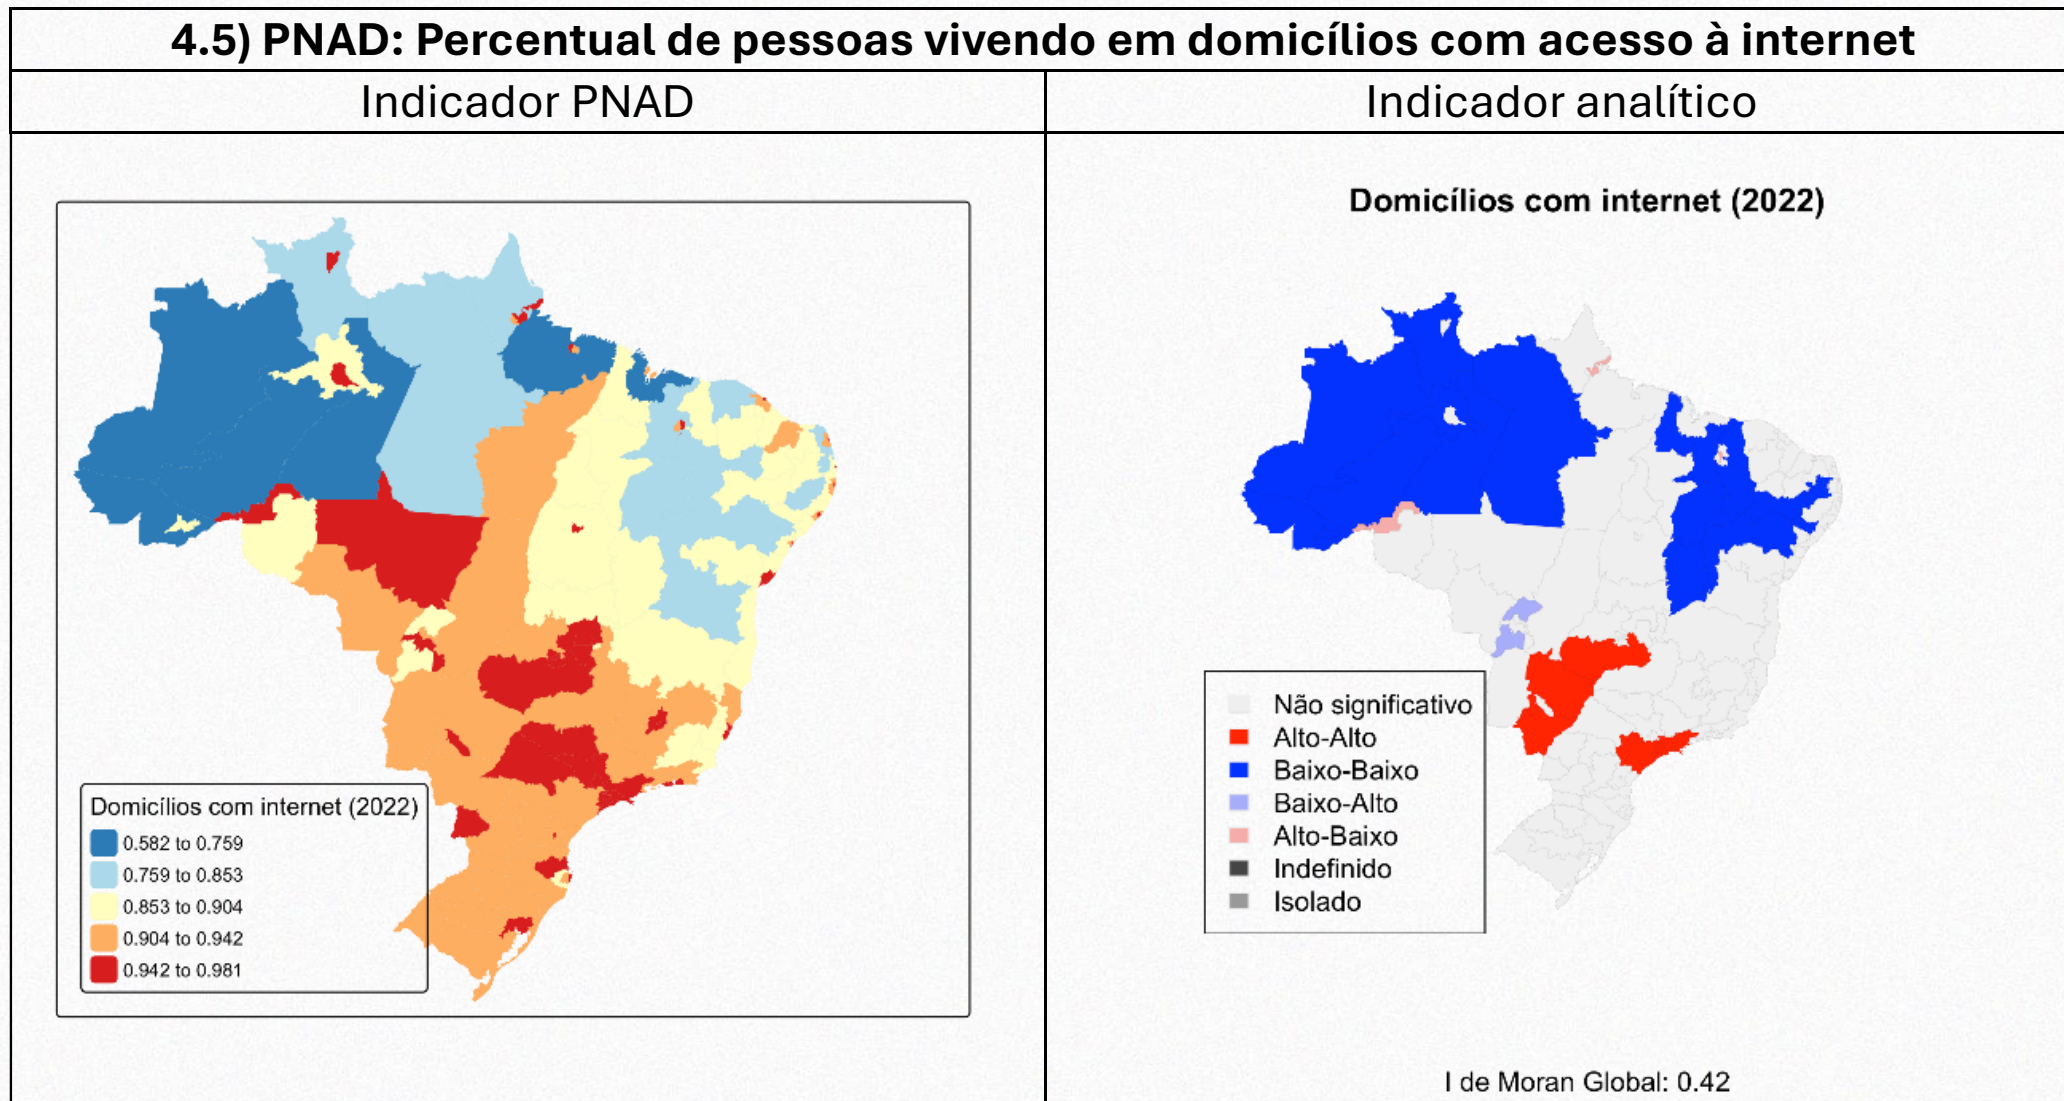 4.5) PNAD: Percentual de pessoas vivendo em domicílios com acesso à internet
Indicador PNAD
Indicador analítico
Domicílios com internet (2022)
0.582 to 0.759
0.759 to 0.853
0.853 to 0.904
0.904 to 0.942
0.942 to 0.981
Domicílios com internet (2022)
Não significativo
Alto-Alto
Baixo-Baixo
Baixo-Alto
Alto-Baixo
Indefinido
Isolado
I de Moran Global: 0.42